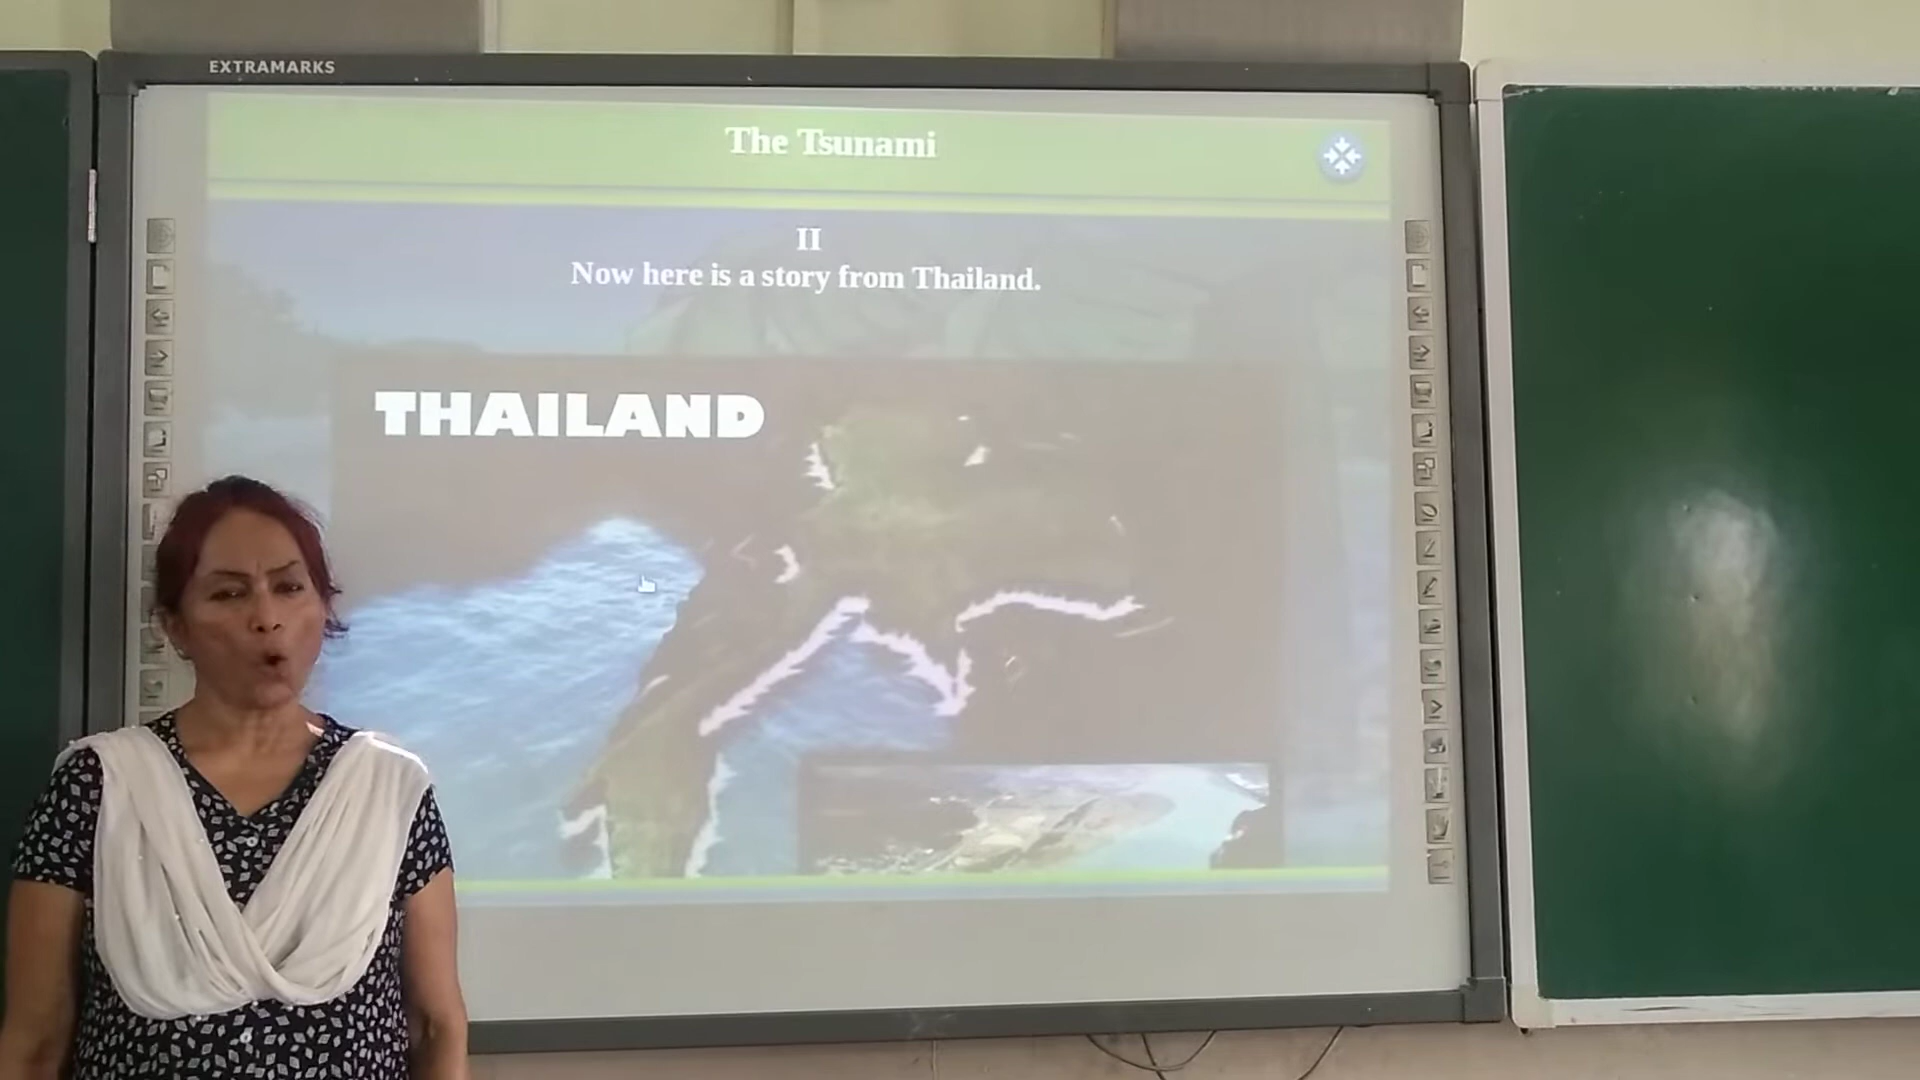 EXTRAMARKS
The Tsunami
II
Now here is a story from Thailand.
THAILAND